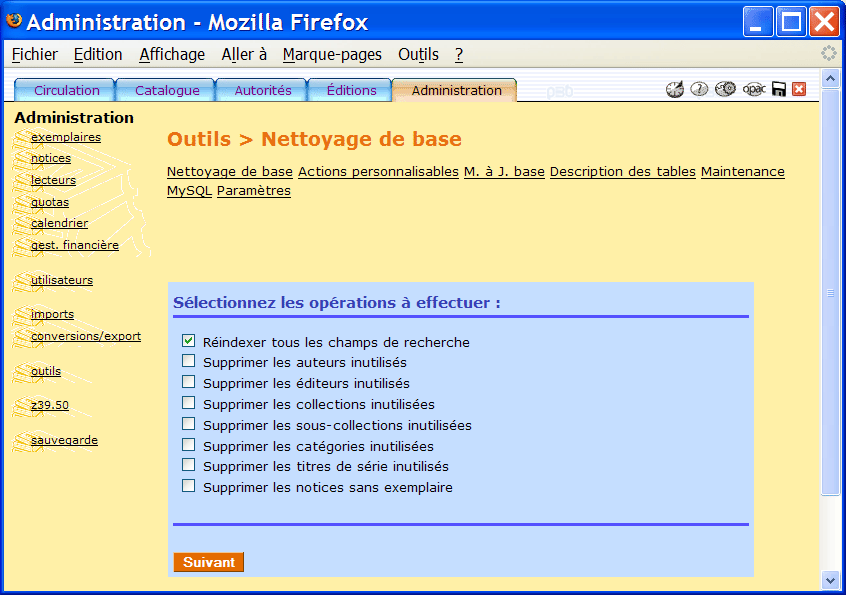 Administration - Mozilla Firefox
Fichier Edition Affichage Aller à Marque-pages Outils ?
Circulation Catalogue Autorités Éditions Administration opac
Administration
exemplaires
notices
lecteurs
quotas
calendrier
gest. financière
utilisateurs
imports
conversions/export
outils
z39.50
sauvegarde
Outils > Nettoyage de base
Nettoyage de base Actions personnalisables M. à J. base Description des tables Maintenance
MySQL Paramètres
Sélectionnez les opérations à effectuer :
Réindexer tous les champs de recherche
Supprimer les auteurs inutilisés
Supprimer les éditeurs inutilisés
Supprimer les collections inutilisées
Supprimer les sous-collections inutilisées
Supprimer les catégories inutilisées
Supprimer les titres de série inutilisés
Supprimer les notices sans exemplaire
Suivant